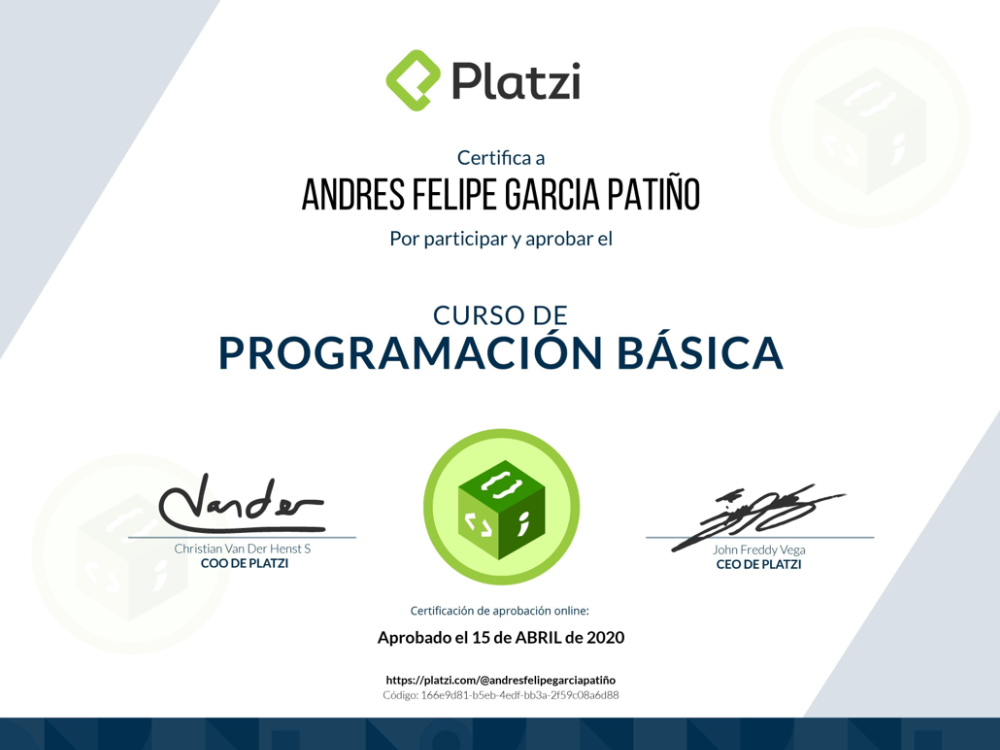 Platzi
Certifica a
ANDRES FELIPE GARCIA PATIÑO
Por participar y aprobar el
CURSO DE
PROGRAMACIÓN BÁSICA
Vander
Christian Van Der Henst S
COO DE PLATZI
John Freddy Vega
CEO DE PLATZI
Certificación de aprobación online:
Aprobado el 15 de ABRIL de 2020
https://platzi.com/@andresfelipegarciapatiño
Código: 166e9d81-b5eb-4edf-bb3a-2f59c08a6d88